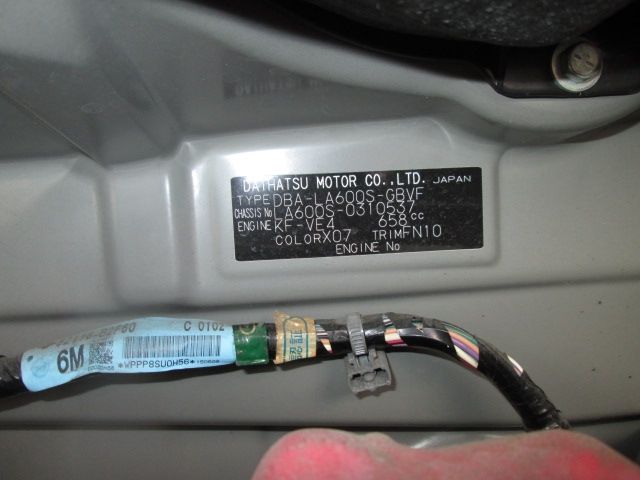 DAIHATSU MOTOR CO.,LTD. JAPAN
TYPE DBA-LA600S-GBVF
CHASSIS No LA600S-0310537
ENGINE KF-VE4 658cc
COLOR X07 TRIM FN10
ENGINE No
C 0102
6M
*WPPP8SU0H56*